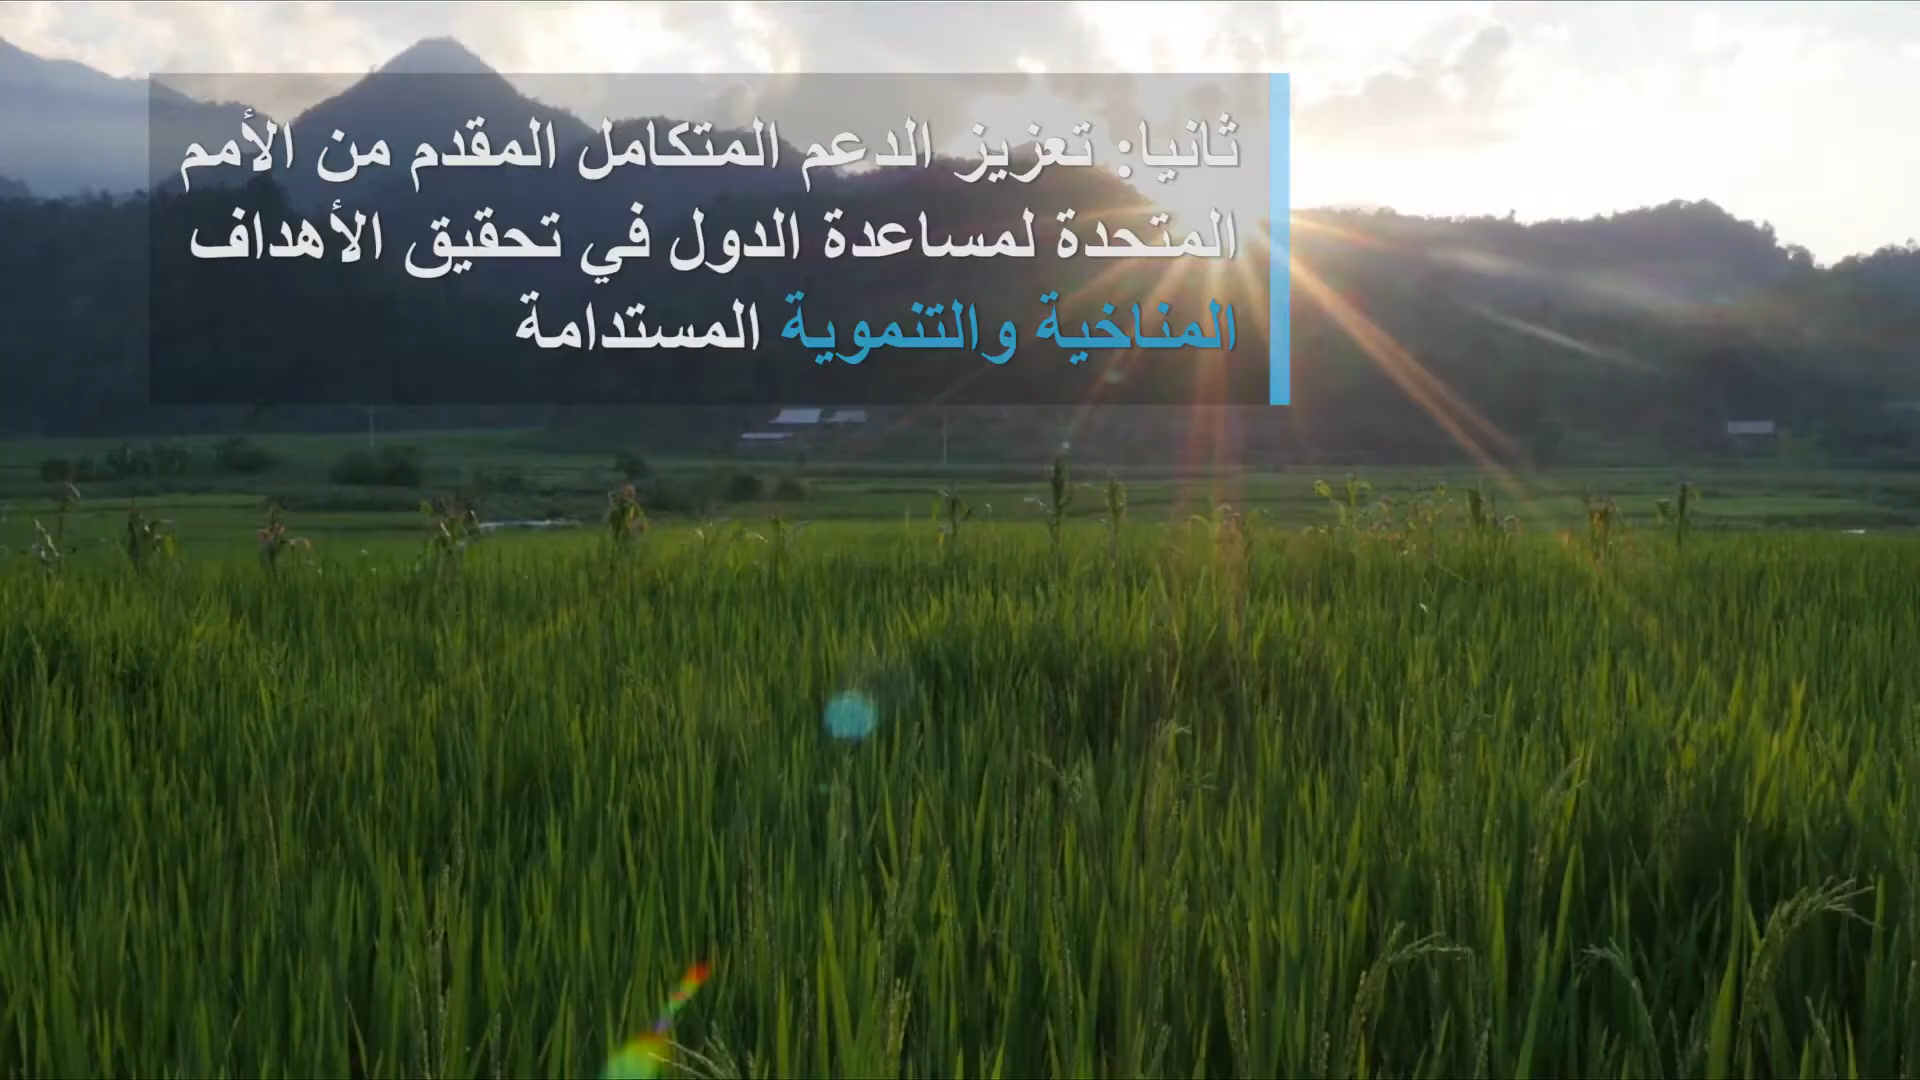 ثانيا: تعزيز الدعم المتكامل المقدم من الأمم
المتحدة لمساعدة الدول في تحقيق الأهداف
المناخية والتنموية المستدامة